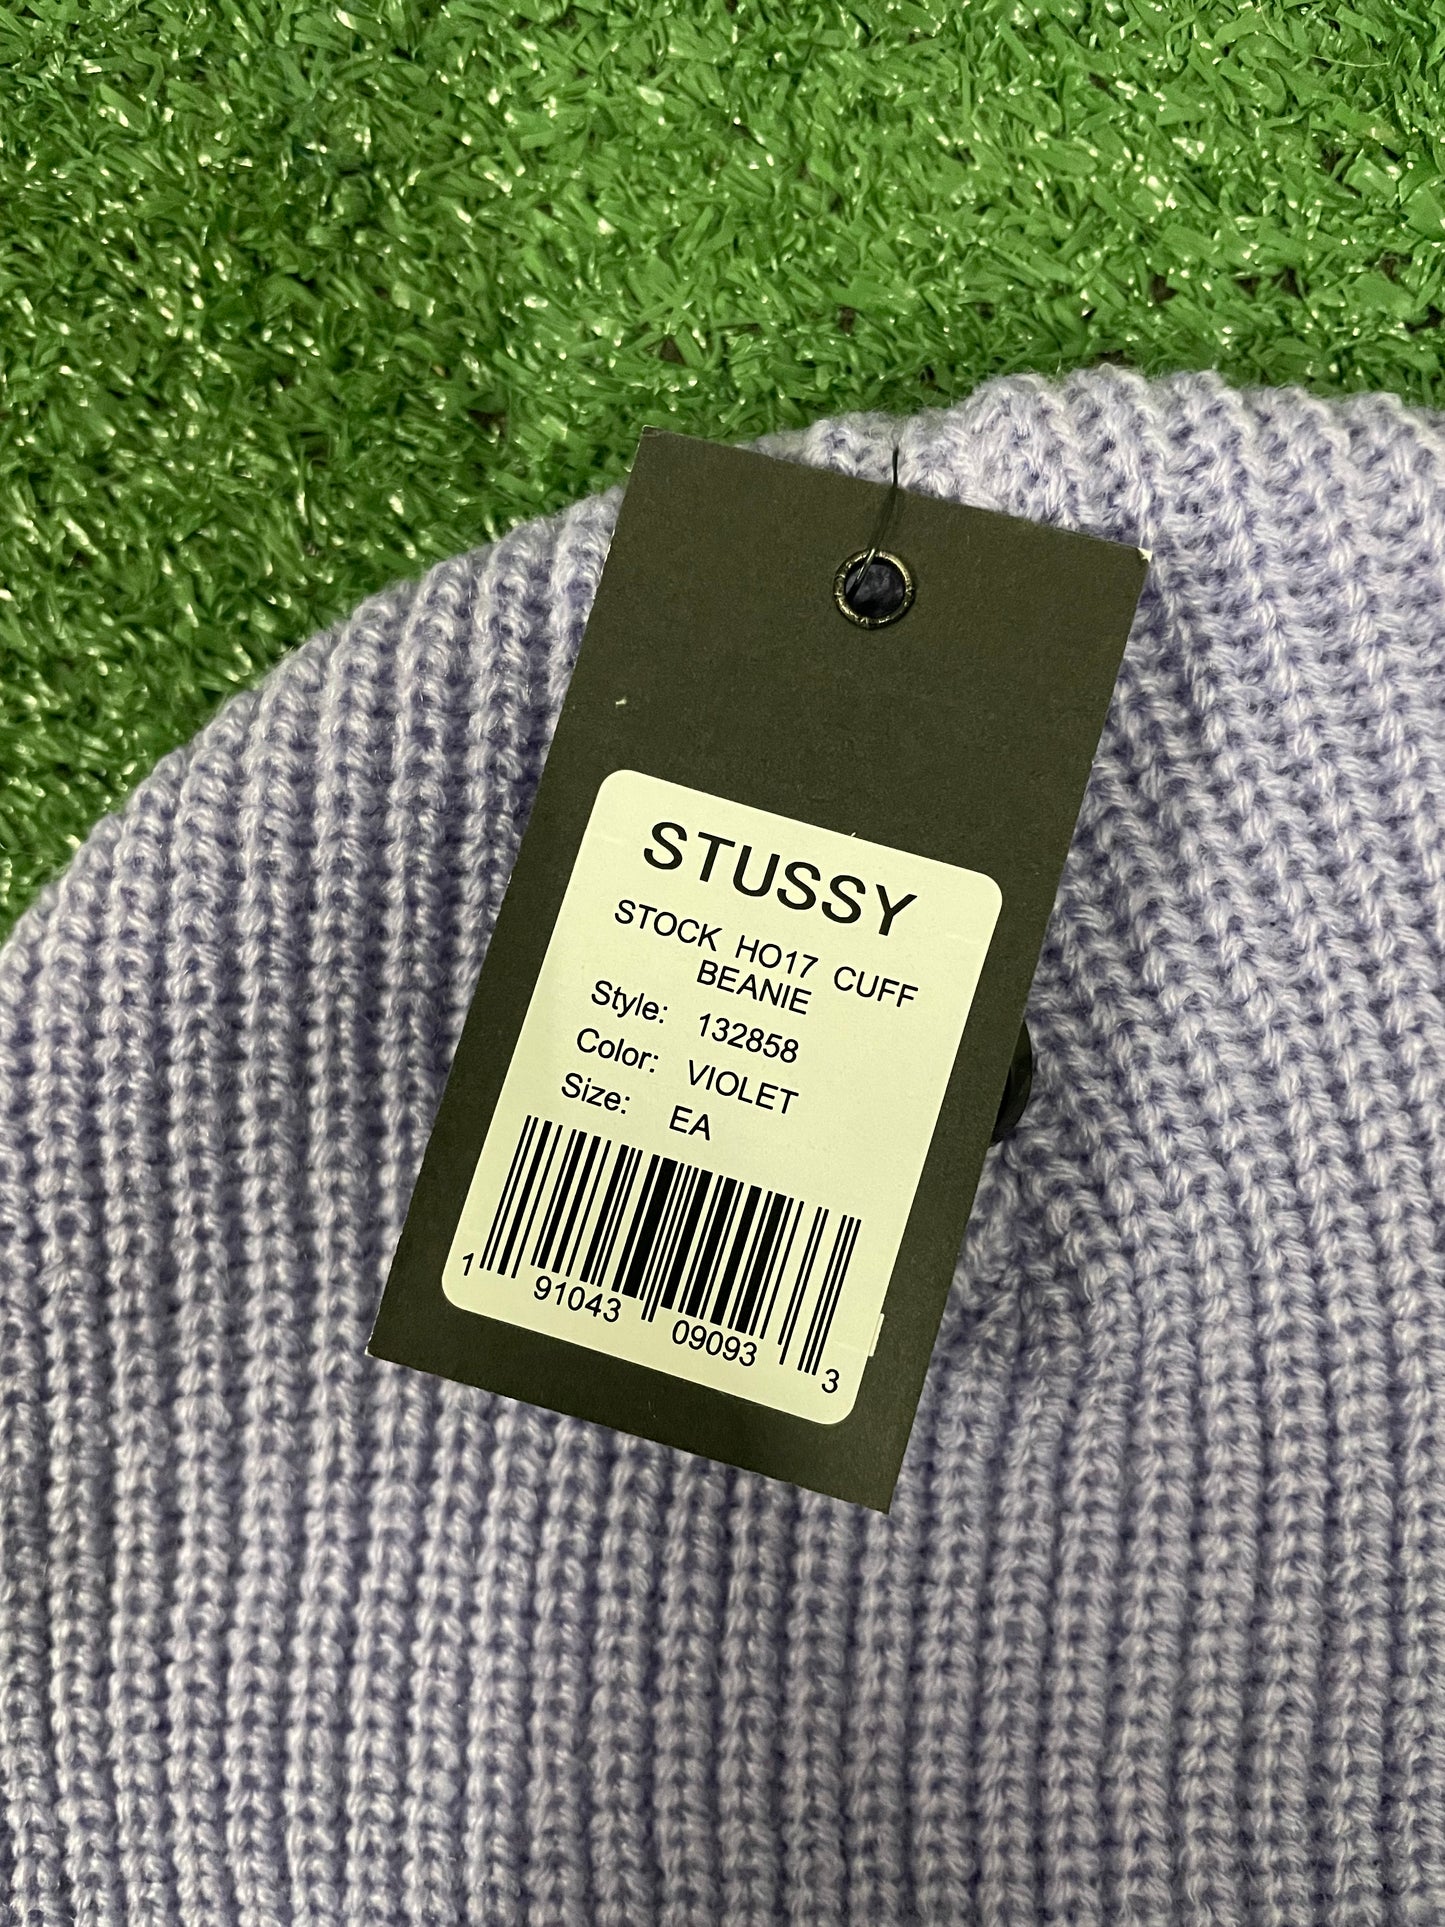 STUSSY
STOCK HO17 CUFF
BEANIE
Style: 132858
Color: VIOLET
Size: EA
1 91043 09093 3